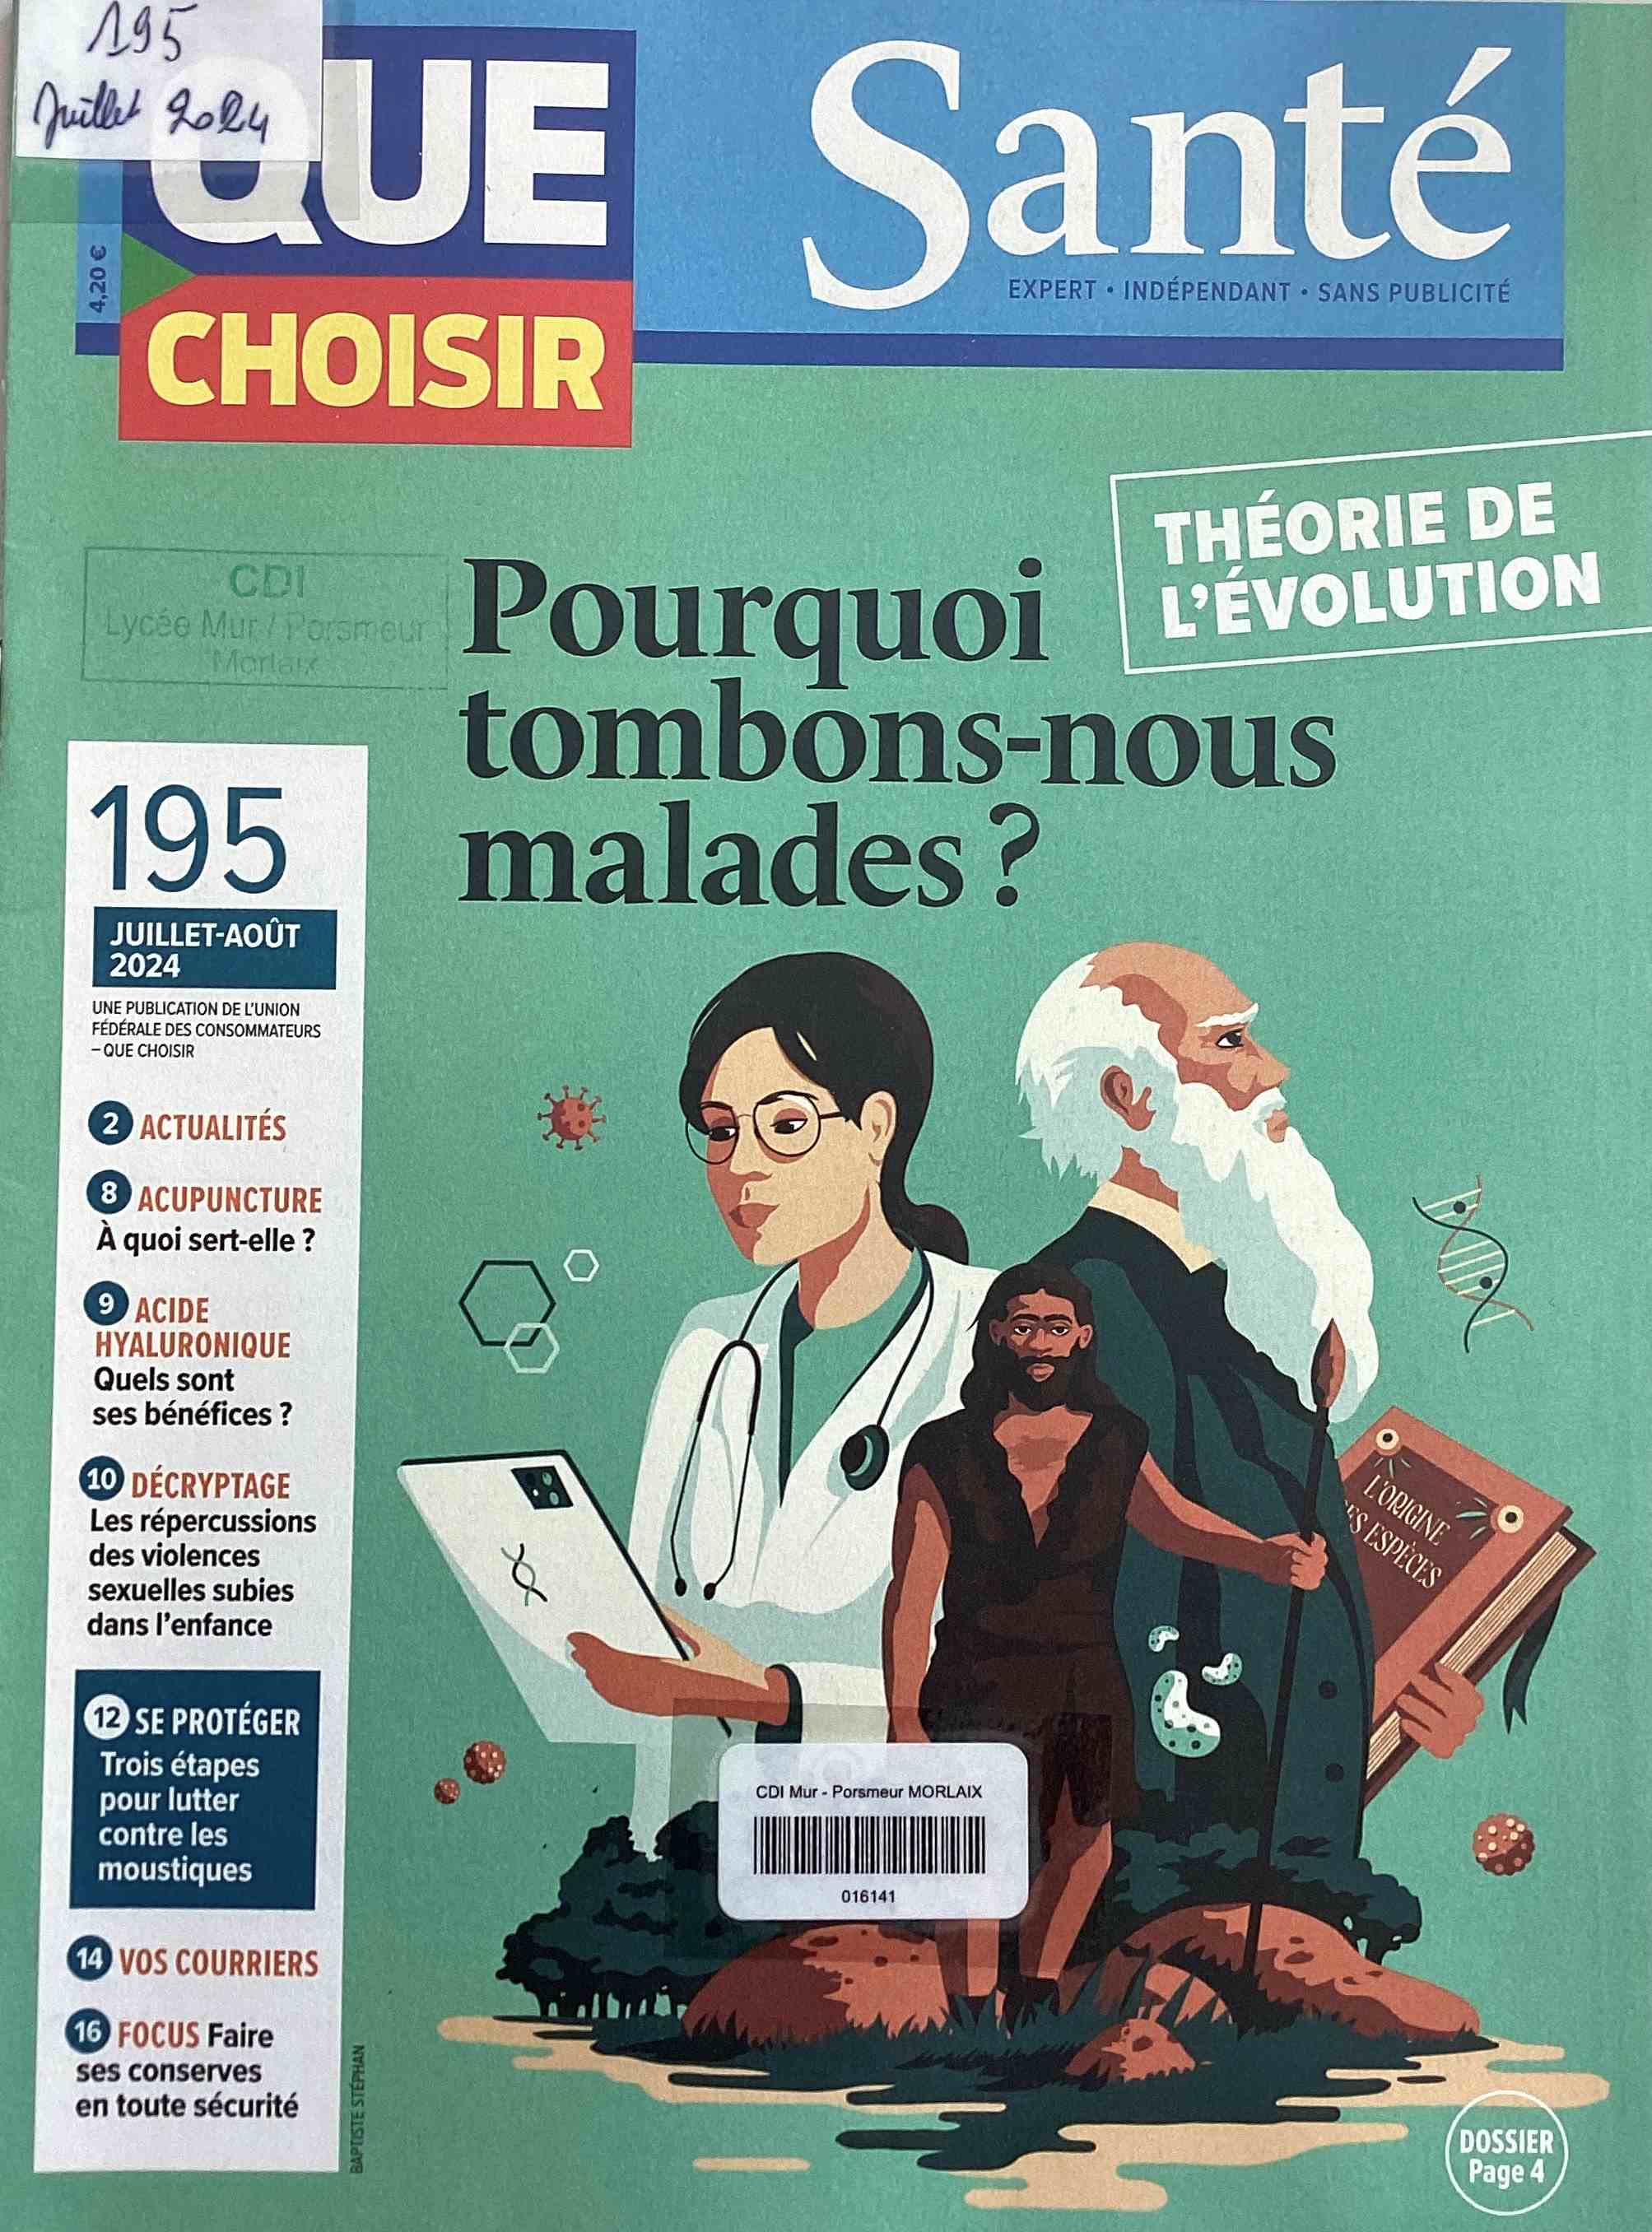 195
Juillet 2024
QUE
CHOISIR
4,20 €
Santé
EXPERT • INDÉPENDANT • SANS PUBLICITÉ
THÉORIE DE
L'ÉVOLUTION
CDI
Lycée Mur / Porsmeur
Morlaix
Pourquoi
tombons-nous
malades ?
195
JUILLET-AOÛT
2024
UNE PUBLICATION DE L'UNION
FÉDÉRALE DES CONSOMMATEURS
– QUE CHOISIR
2 ACTUALITÉS
8 ACUPUNCTURE
À quoi sert-elle ?
9 ACIDE
HYALURONIQUE
Quels sont
ses bénéfices ?
10 DÉCRYPTAGE
Les répercussions
des violences
sexuelles subies
dans l'enfance
12 SE PROTÉGER
Trois étapes
pour lutter
contre les
moustiques
14 VOS COURRIERS
16 FOCUS Faire
ses conserves
en toute sécurité
BAPTISTE STÉPHAN
L'ORIGINE
ES ESPÈCES
CDI Mur - Porsmeur MORLAIX
016141
DOSSIER
Page 4